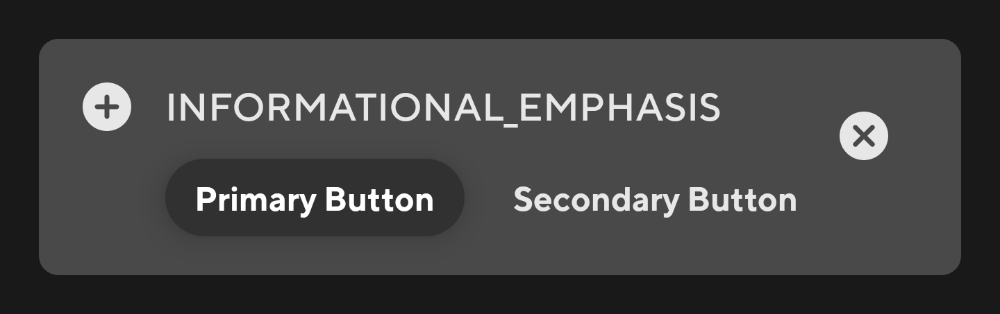 INFORMATIONAL_EMPHASIS
Primary Button Secondary Button